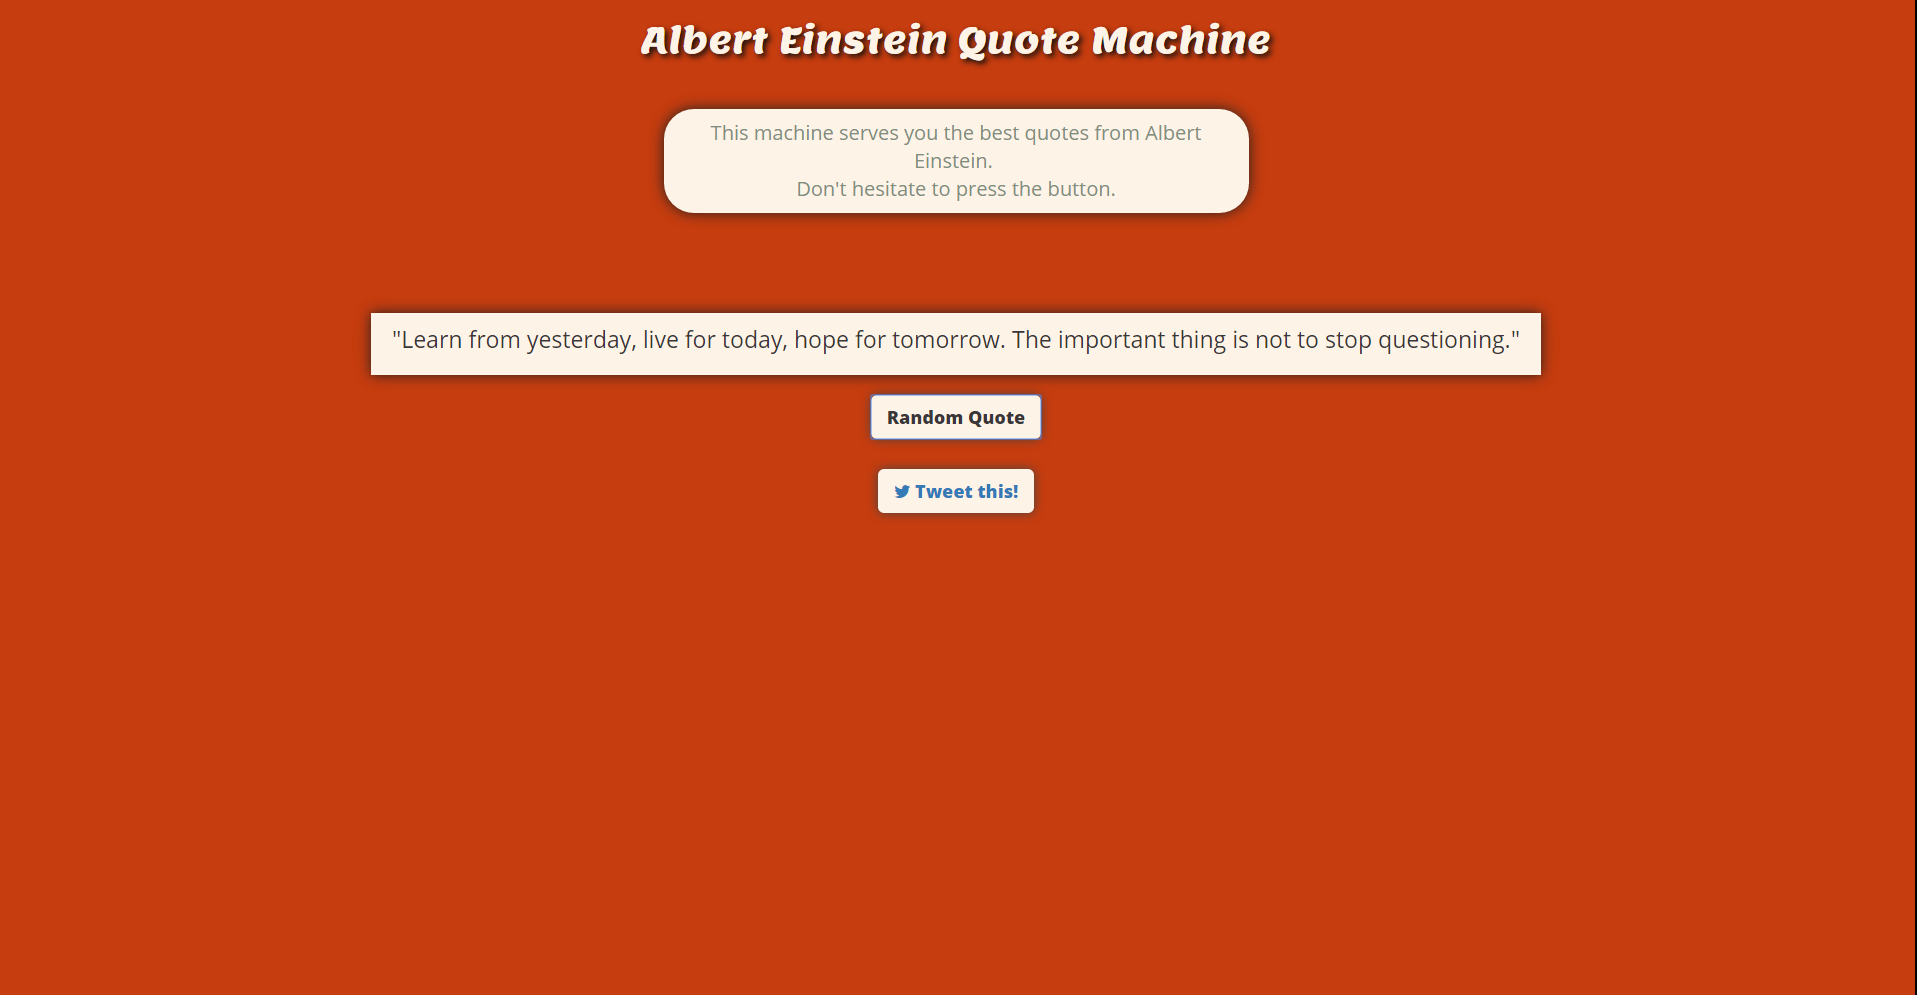 Albert Einstein Quote Machine
This machine serves you the best quotes from Albert
Einstein.
Don't hesitate to press the button.
"Learn from yesterday, live for today, hope for tomorrow. The important thing is not to stop questioning."
Random Quote
Tweet this!